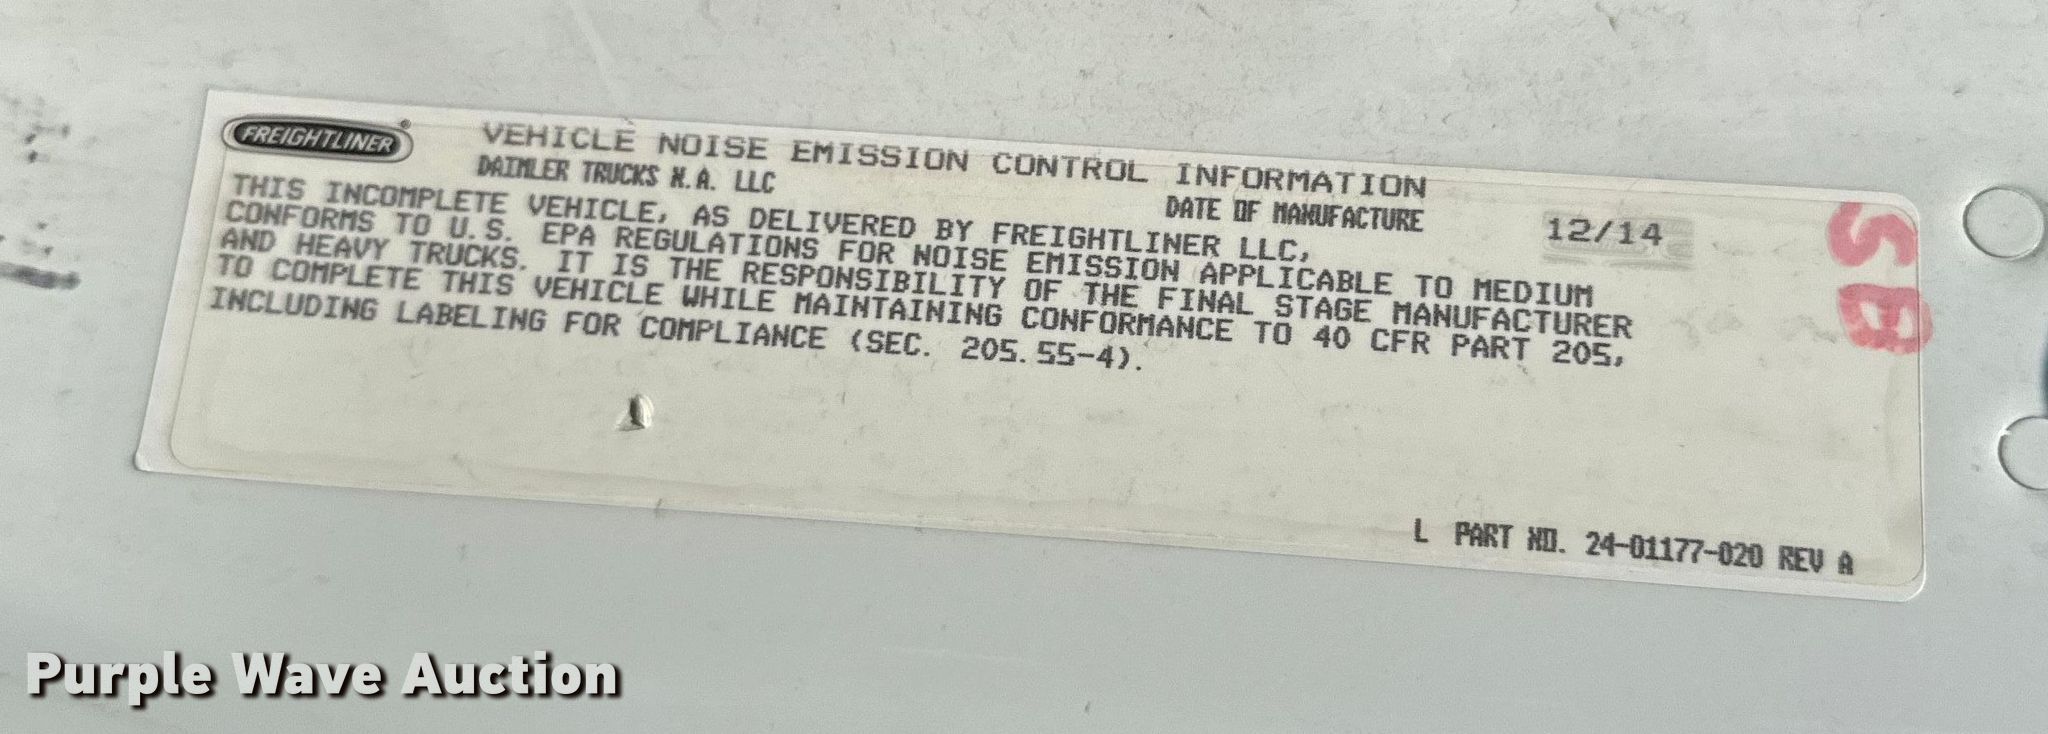 FREIGHTLINER
VEHICLE NOISE EMISSION CONTROL INFORMATION
DAIMLER TRUCKS N.A. LLC
DATE OF MANUFACTURE 12/14
THIS INCOMPLETE VEHICLE, AS DELIVERED BY FREIGHTLINER LLC,
CONFORMS TO U.S. EPA REGULATIONS FOR NOISE EMISSION APPLICABLE TO MEDIUM
AND HEAVY TRUCKS. IT IS THE RESPONSIBILITY OF THE FINAL STAGE MANUFACTURER
TO COMPLETE THIS VEHICLE WHILE MAINTAINING CONFORMANCE TO 40 CFR PART 205,
INCLUDING LABELING FOR COMPLIANCE (SEC. 205.55-4).
SB
L PART NO. 24-01177-020 REV A
Purple Wave Auction